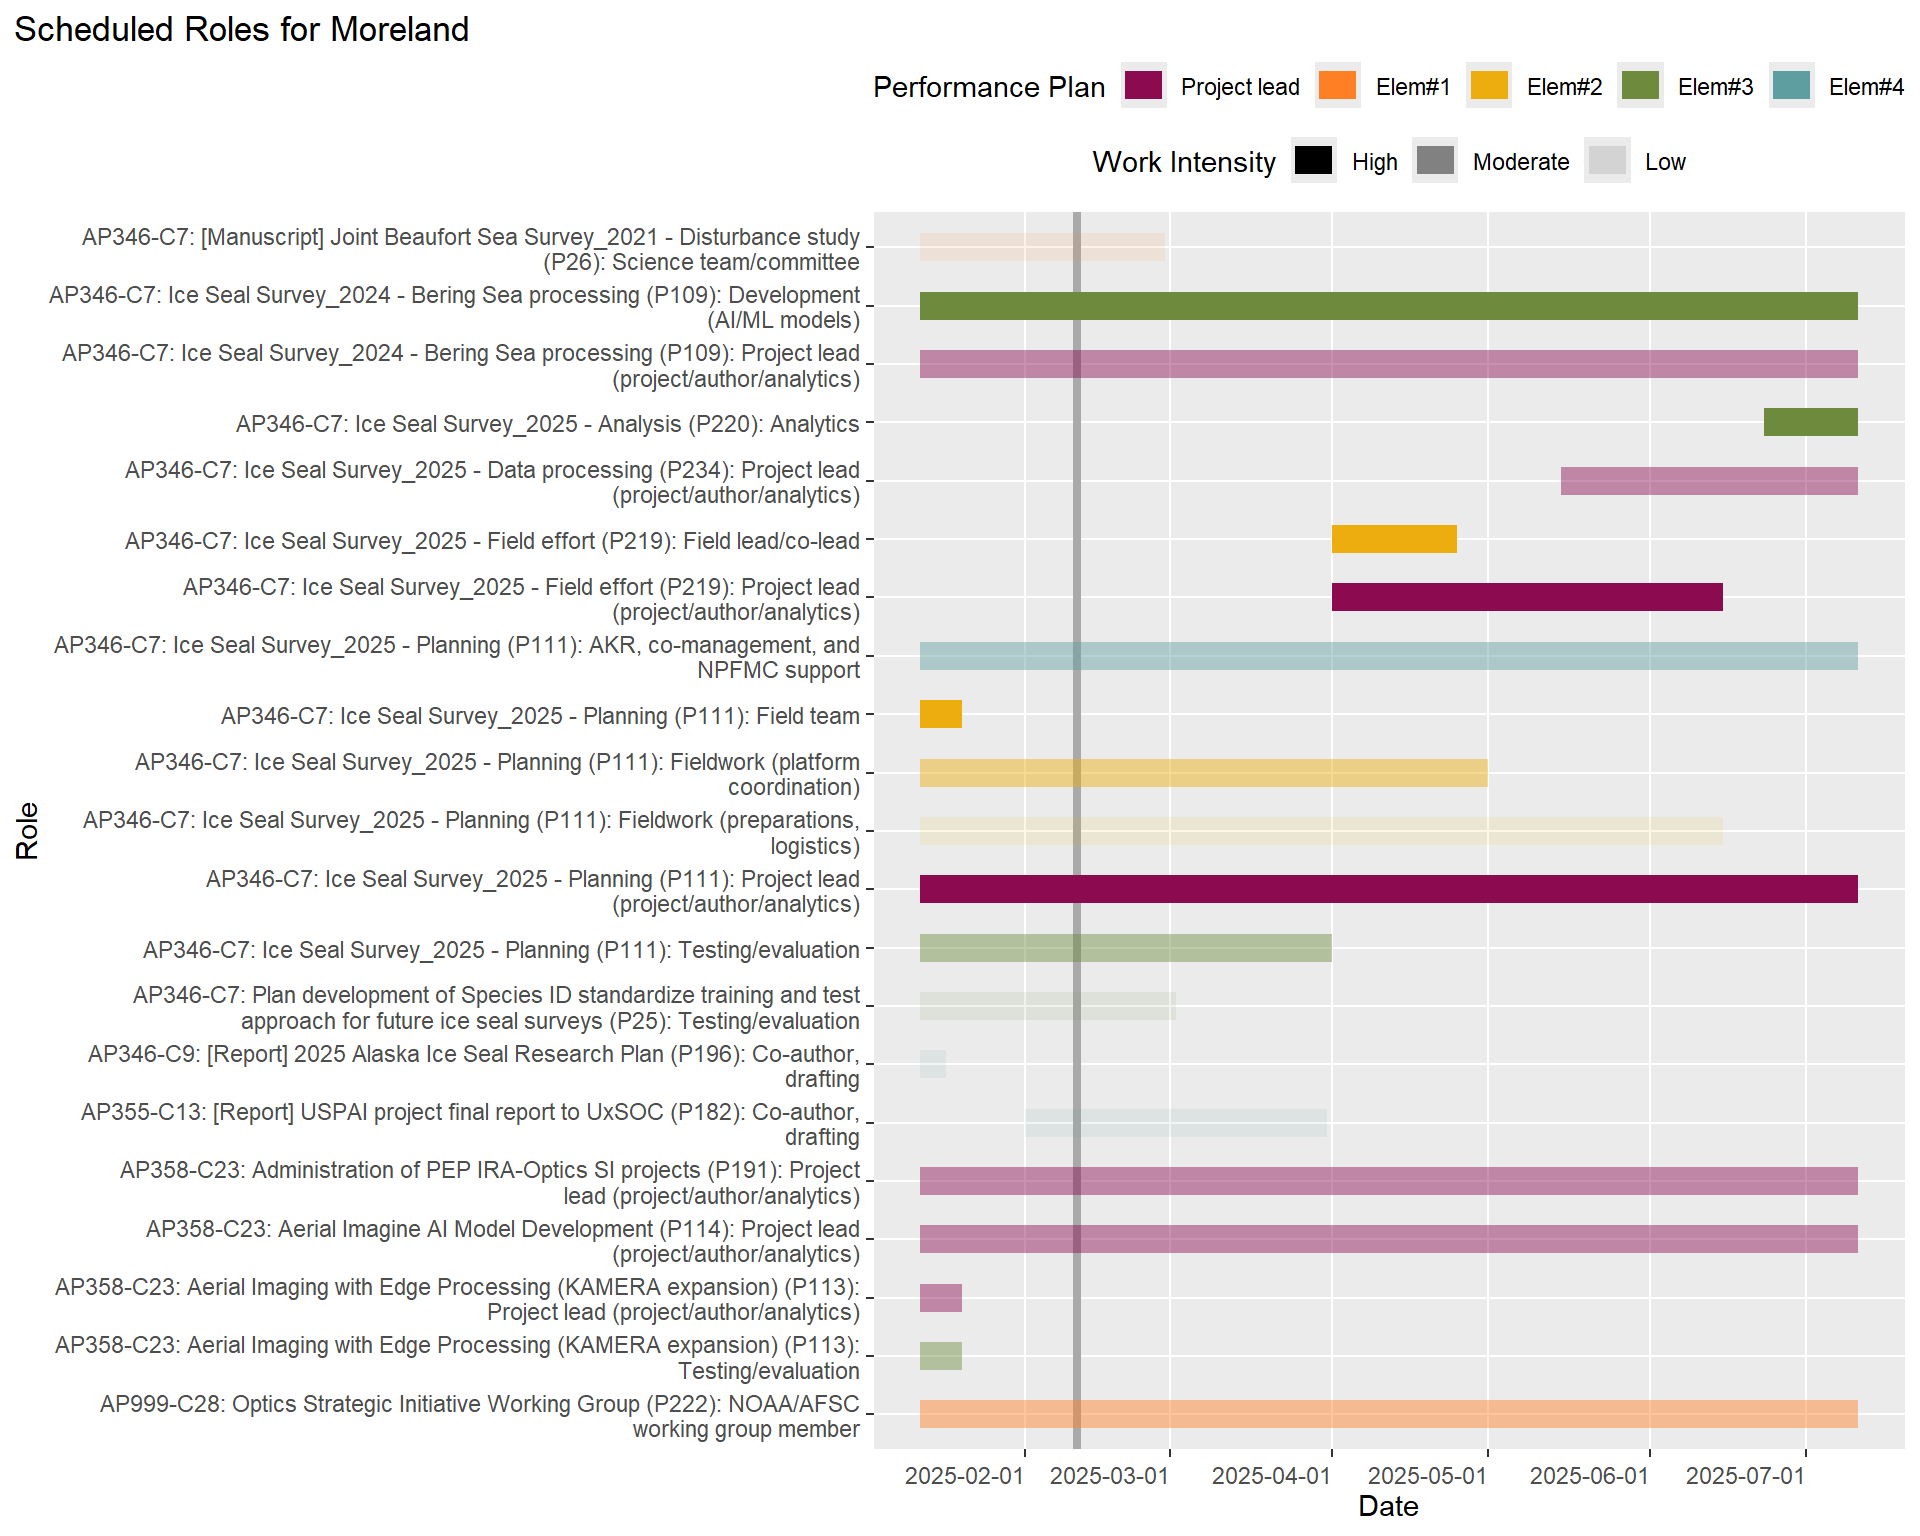 Scheduled Roles for Moreland
Performance Plan Project lead Elem#1 Elem#2 Elem#3 Elem#4
Work Intensity High Moderate Low
AP346-C7: [Manuscript] Joint Beaufort Sea Survey_2021 - Disturbance study
(P26): Science team/committee
AP346-C7: Ice Seal Survey_2024 - Bering Sea processing (P109): Development
(AI/ML models)
AP346-C7: Ice Seal Survey_2024 - Bering Sea processing (P109): Project lead
(project/author/analytics)
AP346-C7: Ice Seal Survey_2025 - Analysis (P220): Analytics
AP346-C7: Ice Seal Survey_2025 - Data processing (P234): Project lead
(project/author/analytics)
AP346-C7: Ice Seal Survey_2025 - Field effort (P219): Field lead/co-lead
AP346-C7: Ice Seal Survey_2025 - Field effort (P219): Project lead
(project/author/analytics)
AP346-C7: Ice Seal Survey_2025 - Planning (P111): AKR, co-management, and
NPFMC support
AP346-C7: Ice Seal Survey_2025 - Planning (P111): Field team
AP346-C7: Ice Seal Survey_2025 - Planning (P111): Fieldwork (platform
coordination)
AP346-C7: Ice Seal Survey_2025 - Planning (P111): Fieldwork (preparations,
logistics)
AP346-C7: Ice Seal Survey_2025 - Planning (P111): Project lead
(project/author/analytics)
AP346-C7: Ice Seal Survey_2025 - Planning (P111): Testing/evaluation
AP346-C7: Plan development of Species ID standardize training and test
approach for future ice seal surveys (P25): Testing/evaluation
AP346-C9: [Report] 2025 Alaska Ice Seal Research Plan (P196): Co-author,
drafting
AP355-C13: [Report] USPAI project final report to UxSOC (P182): Co-author,
drafting
AP358-C23: Administration of PEP IRA-Optics SI projects (P191): Project
lead (project/author/analytics)
AP358-C23: Aerial Imagine AI Model Development (P114): Project lead
(project/author/analytics)
AP358-C23: Aerial Imaging with Edge Processing (KAMERA expansion) (P113):
Project lead (project/author/analytics)
AP358-C23: Aerial Imaging with Edge Processing (KAMERA expansion) (P113):
Testing/evaluation
AP999-C28: Optics Strategic Initiative Working Group (P222): NOAA/AFSC
working group member
Role
2025-02-01 2025-03-01 2025-04-01 2025-05-01 2025-06-01 2025-07-01
Date